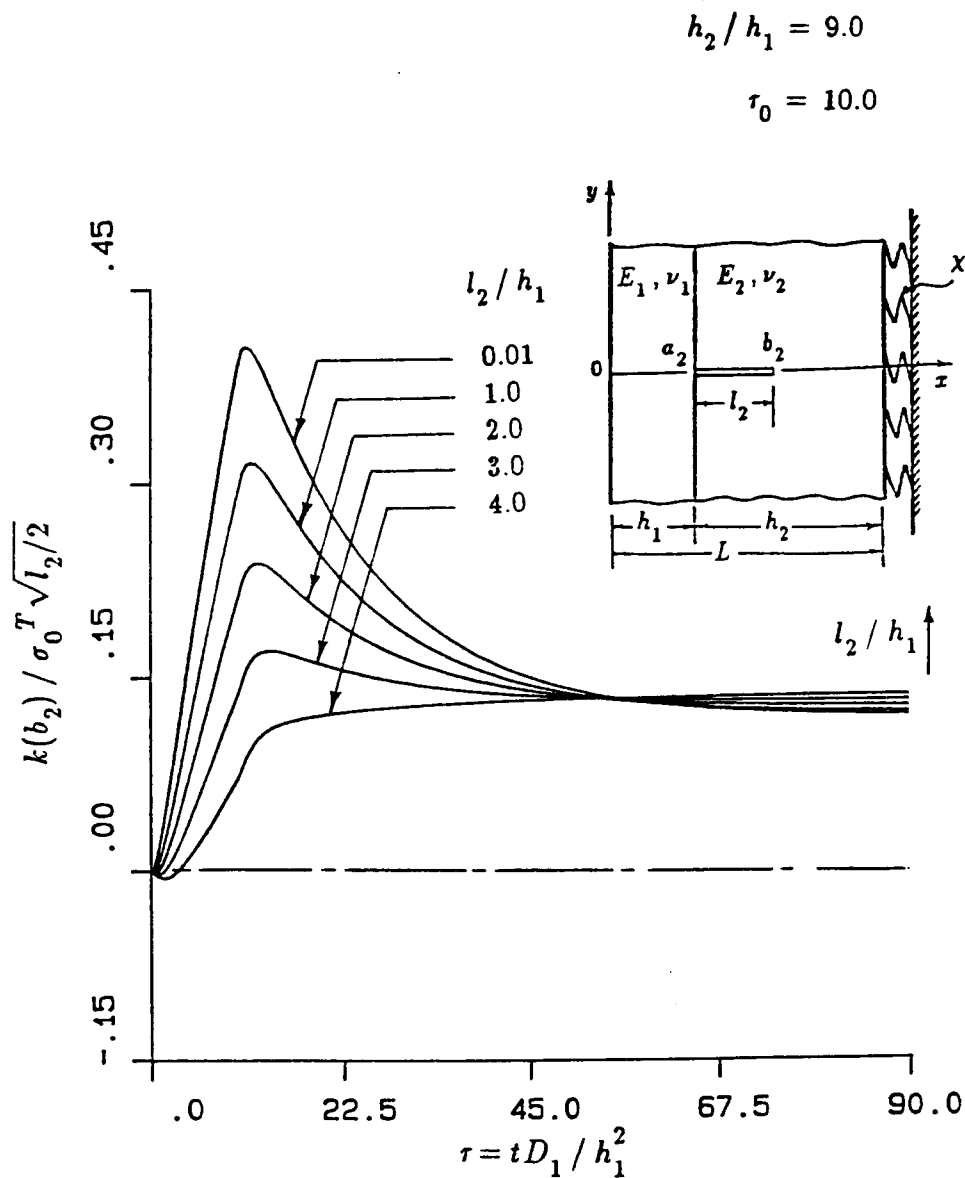 h₂ / h₁ = 9.0
τ₀ = 10.0
y
χ
E₁ , ν₁
E₂ , ν₂
a₂
b₂
0
x
l₂
h₁
h₂
L
l₂ / h₁
0.01
1.0
2.0
3.0
4.0
l₂ / h₁
k(b₂) / σ₀ᵀ √l₂/2
.45
.30
.15
.00
-.15
.0
22.5
45.0
67.5
90.0
τ = t D₁ / h₁²